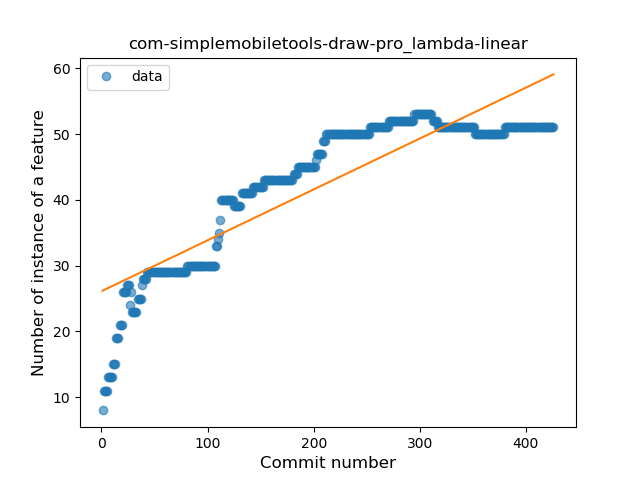 com-simplemobiletools-draw-pro_lambda-linear
data
Number of instance of a feature
60
50
40
30
20
10
0
100
200
300
400
Commit number